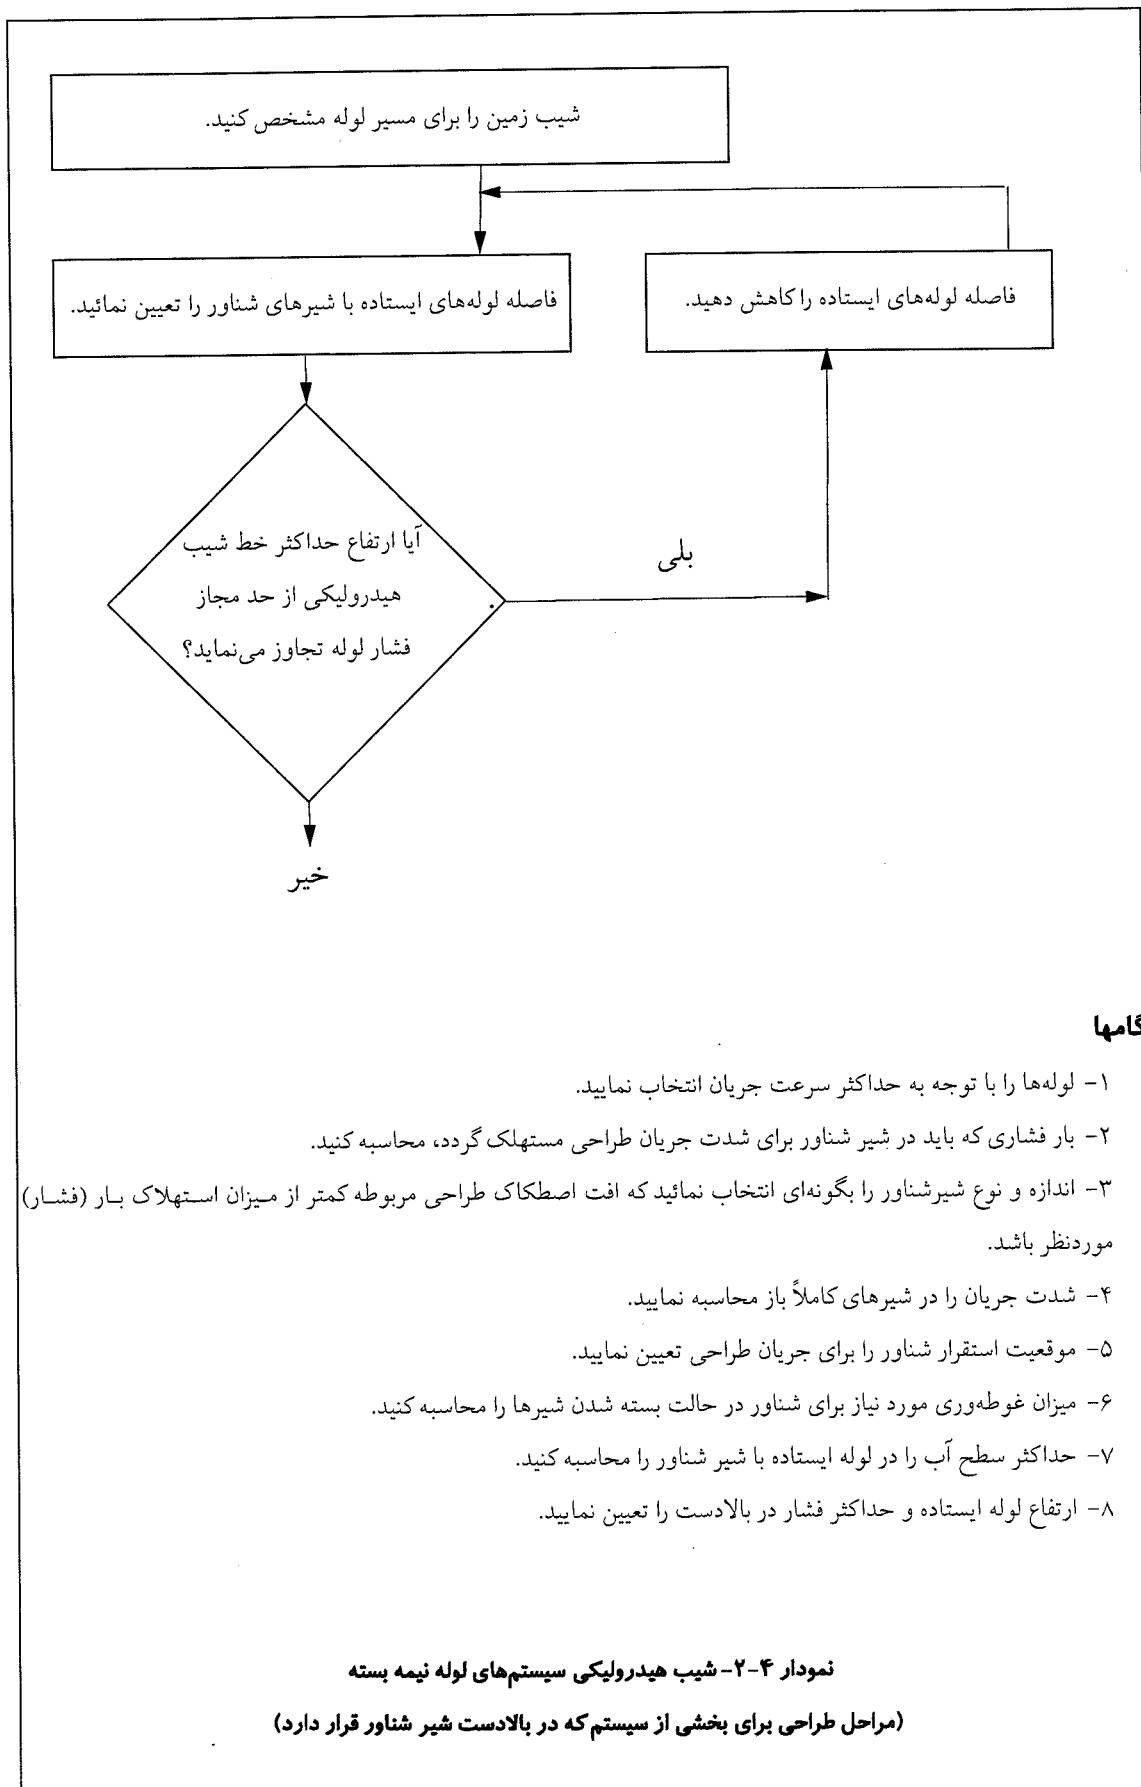 شیب زمین را برای مسیر لوله مشخص کنید.
فاصله لوله‌های ایستاده با شیرهای شناور را تعیین نمائید.
فاصله لوله‌های ایستاده را کاهش دهید.
آیا ارتفاع حداکثر خط شیب
هیدرولیکی از حد مجاز
فشار لوله تجاوز می‌نماید؟
بلی
خیر
گامها
۱- لوله‌ها را با توجه به حداکثر سرعت جریان انتخاب نمایید.
۲- بار فشاری که باید در شیر شناور برای شدت جریان طراحی مستهلک گردد، محاسبه کنید.
۳- اندازه و نوع شیرشناور را بگونه‌ای انتخاب نمائید که افت اصطکاک طراحی مربوطه کمتر از میزان استهلاک بار (فشار)
موردنظر باشد.
۴- شدت جریان را در شیرهای کاملاً باز محاسبه نمایید.
۵- موقعیت استقرار شناور را برای جریان طراحی تعیین نمایید.
۶- میزان غوطه‌وری مورد نیاز برای شناور در حالت بسته شدن شیرها را محاسبه کنید.
۷- حداکثر سطح آب را در لوله ایستاده با شیر شناور را محاسبه کنید.
۸- ارتفاع لوله ایستاده و حداکثر فشار در بالادست را تعیین نمایید.
نمودار ۴-۲- شیب هیدرولیکی سیستم‌های لوله نیمه بسته
(مراحل طراحی برای بخشی از سیستم که در بالادست شیر شناور قرار دارد)